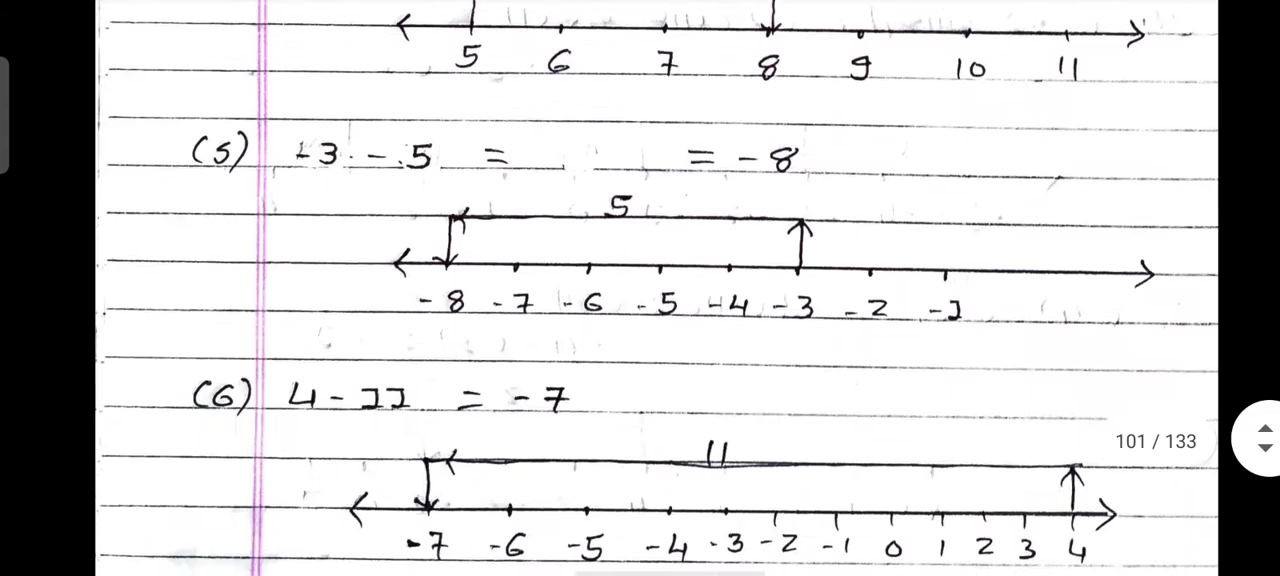 5 6 7 8 9 10 11
(5) -3 - 5 = = -8
5
-8 -7 -6 -5 -4 -3 -2 -1
(6) 4 - 11 = -7
101 / 133
11
-7 -6 -5 -4 -3 -2 -1 0 1 2 3 4